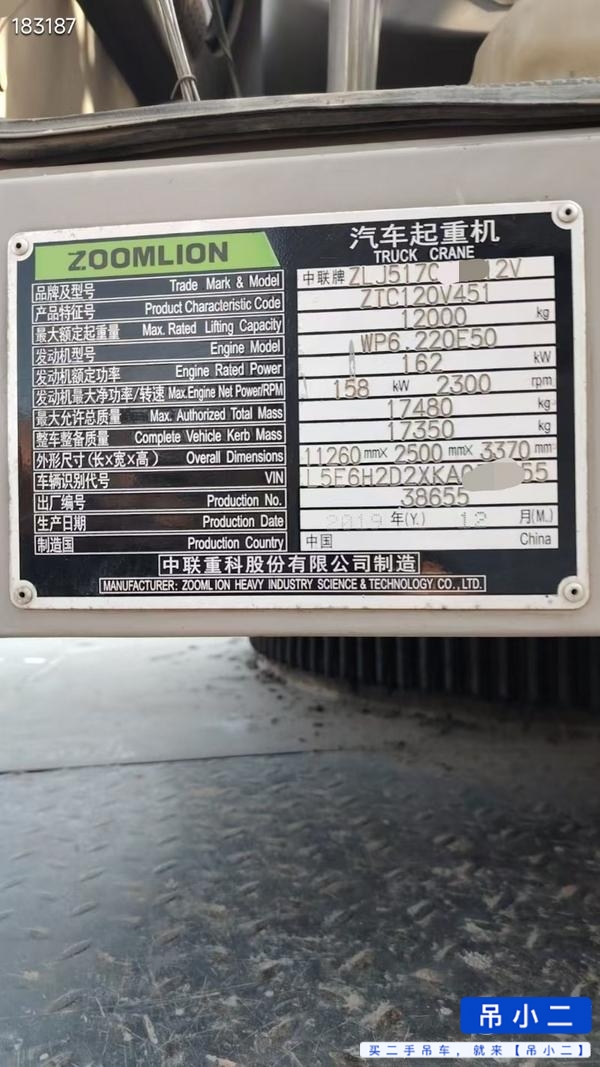 183187
ZOOMLION
汽车起重机
TRUCK CRANE
品牌及型号 Trade Mark & Model 中联牌 ZLJ517 2V
产品特征号 Product Characteristic Code ZTC120V451
最大额定起重量 Max. Rated Lifting Capacity 12000 kg
发动机型号 Engine Model WP6.220E50
发动机额定功率 Engine Rated Power 162 kW
发动机最大净功率/转速 Max.Engine Net Power/RPM 158 kW 2300 rpm
最大允许总质量 Max. Authorized Total Mass 17480 kg
整车整备质量 Complete Vehicle Kerb Mass 17350 kg
外形尺寸(长×宽×高) Overall Dimensions 11260 mm× 2500 mm× 3370 mm
车辆识别代号 VIN L5E6H2D2XKA 55
出厂编号 Production No. 38655
生产日期 Production Date 2019 年(Y.) 12 月(M.)
制造国 Production Country 中国 China
中联重科股份有限公司制造
MANUFACTURER: ZOOMLION HEAVY INDUSTRY SCIENCE & TECHNOLOGY CO., LTD.
吊小二
买二手吊车，就来【吊小二】